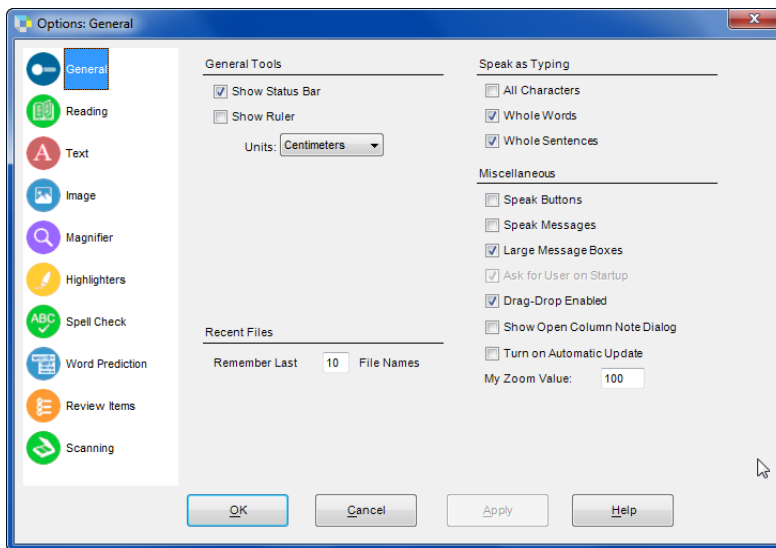 Options: General
General
Reading
Text
Image
Magnifier
Highlighters
ABC
Spell Check
Word Prediction
Review Items
Scanning
General Tools
Show Status Bar
Show Ruler
Units: Centimeters
Recent Files
Remember Last 10 File Names
Speak as Typing
All Characters
Whole Words
Whole Sentences
Miscellaneous
Speak Buttons
Speak Messages
Large Message Boxes
Ask for User on Startup
Drag-Drop Enabled
Show Open Column Note Dialog
Turn on Automatic Update
My Zoom Value: 100
OK Cancel Apply Help